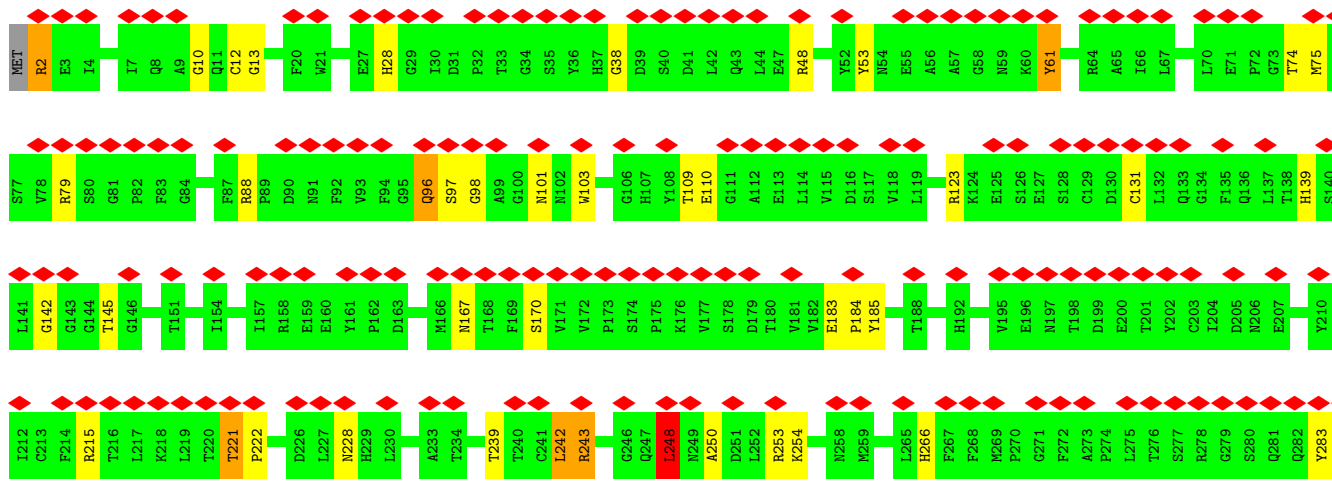 MET R2 E3 I4 I7 Q8 A9 G10 Q11 C12 G13 F20 W21 E27 H28 G29 I30 D31 P32 T33 G34 S35 Y36 H37 G38 D39 S40 D41 L42 Q43 L44 E47 R48 Y52 Y53 N54 E55 A56 A57 G58 N59 K60 Y61 R64 A65 I66 L67 L70 E71 P72 G73 T74 M75
S77 V78 R79 S80 G81 P82 F83 G84 F87 R88 P89 D90 N91 F92 V93 F94 G95 Q96 S97 G98 A99 G100 N101 N102 W103 G106 H107 Y108 T109 E110 G111 A112 E113 L114 V115 D116 S117 V118 L119 R123 K124 E125 S126 E127 S128 C129 D130 C131 L132 Q133 G134 F135 Q136 L137 T138 H139 S140
L141 G142 G143 G144 T145 G146 T151 I154 I157 R158 E159 E160 Y161 P162 D163 M166 N167 T168 F169 S170 V171 V172 P173 S174 P175 K176 V177 S178 D179 T180 V181 V182 E183 P184 Y185 T188 H192 V195 E196 N197 T198 D199 E200 T201 Y202 C203 I204 D205 N206 E207 Y210
I212 C213 F214 R215 T216 L217 K218 L219 T220 T221 P222 D226 L227 N228 H229 L230 A233 T234 T239 T240 C241 L242 R243 G246 Q247 L248 N249 A250 D251 L252 R253 K254 N258 M259 L265 H266 F267 F268 M269 P270 G271 F272 A273 P274 L275 T276 S277 R278 G279 S280 Q281 Q282 Y283